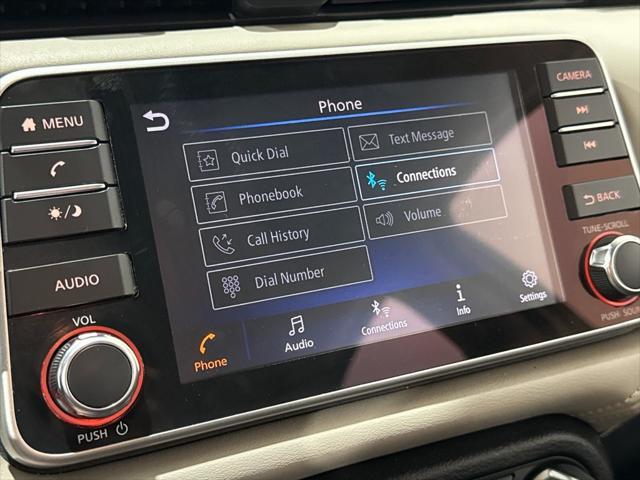 MENU
AUDIO
VOL
PUSH
Phone
Quick Dial
Phonebook
Call History
Dial Number
Text Message
Connections
Volume
Phone
Audio
Connections
Info
Settings
CAMERA
BACK
TUNE·SCROLL
PUSH SOUND